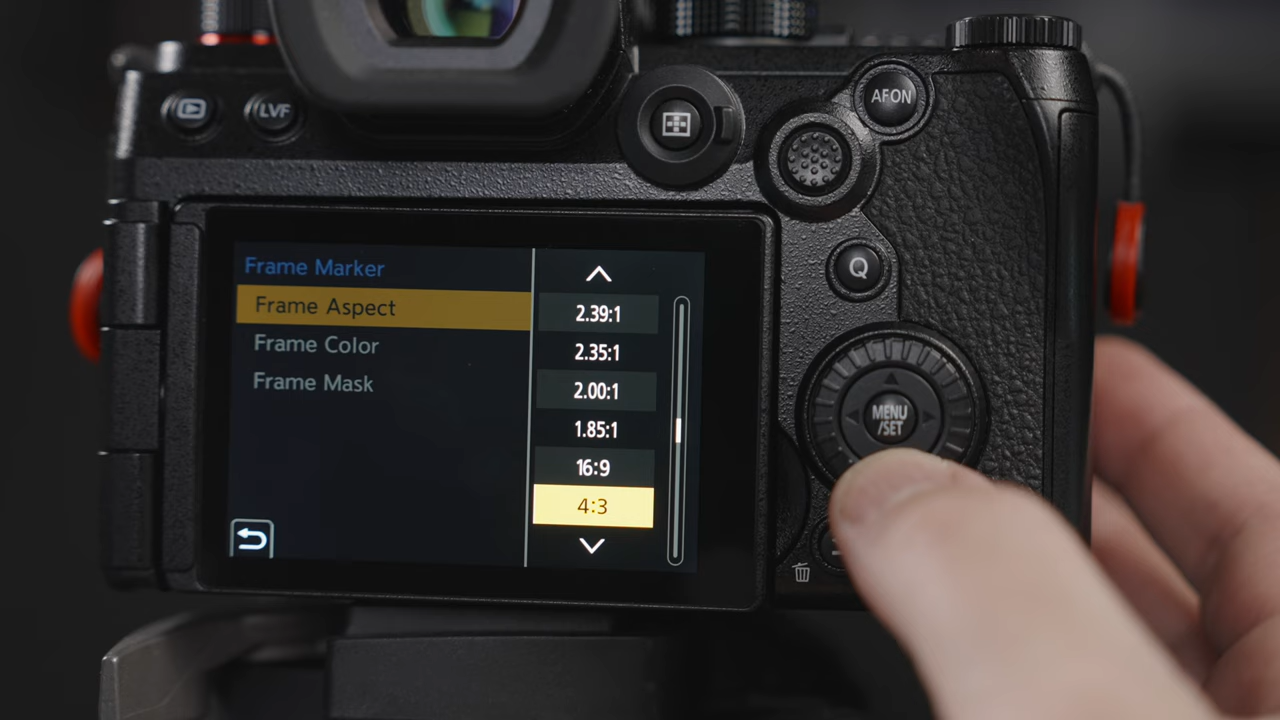 LVF
AFON
Q
MENU
/SET
Frame Marker
Frame Aspect
Frame Color
Frame Mask
2.39:1
2.35:1
2.00:1
1.85:1
16:9
4:3